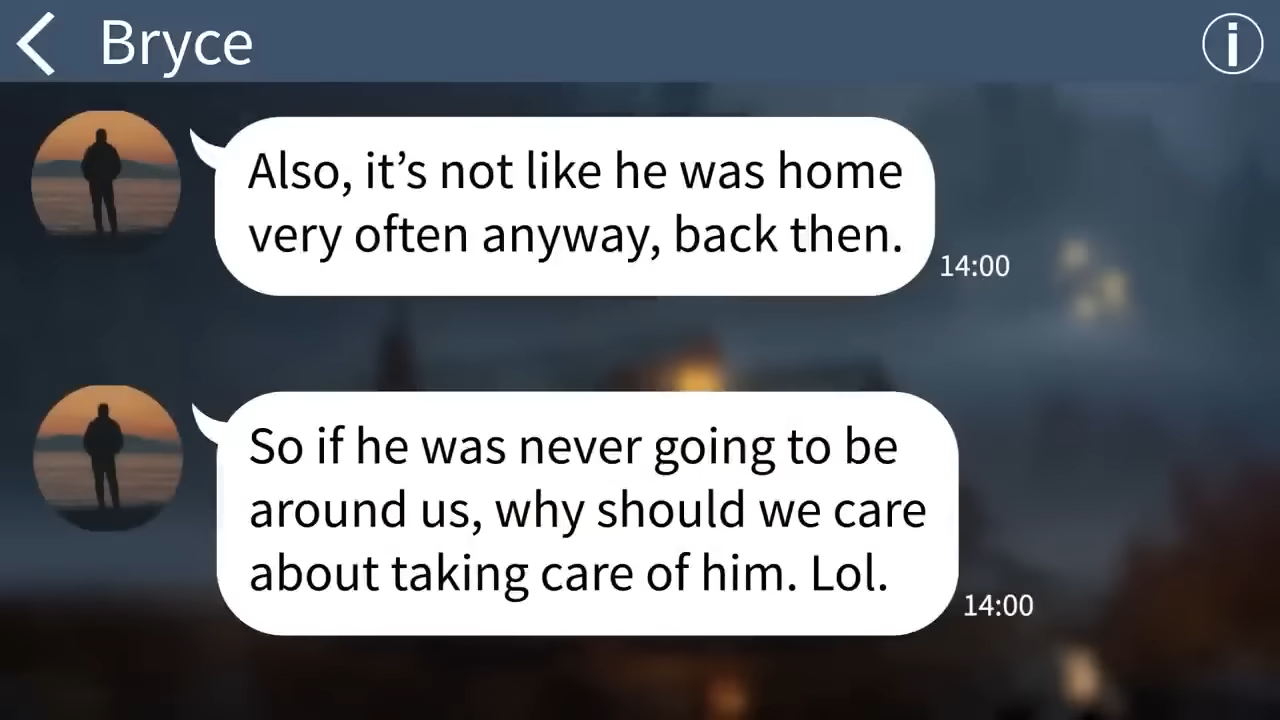 Bryce
Also, it’s not like he was home
very often anyway, back then.
14:00
So if he was never going to be
around us, why should we care
about taking care of him. Lol.
14:00